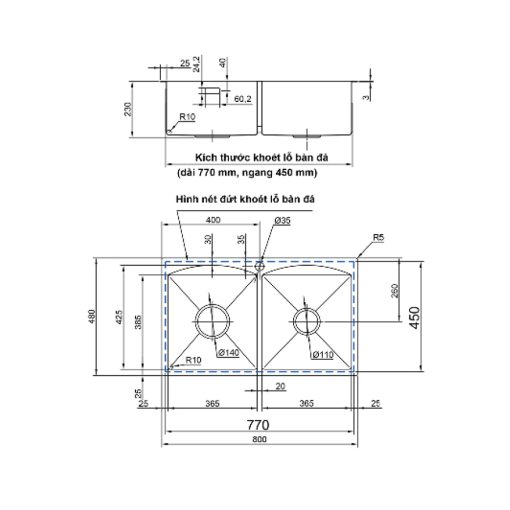 25
24,2
40
230
60,2
3
R10
Kích thước khoét lỗ bàn đá
(dài 770 mm, ngang 450 mm)
Hình nét đứt khoét lỗ bàn đá
400
Ø35
30
35
R5
480
425
385
260
450
Ø140
Ø110
R10
25
20
25
365
365
25
770
800